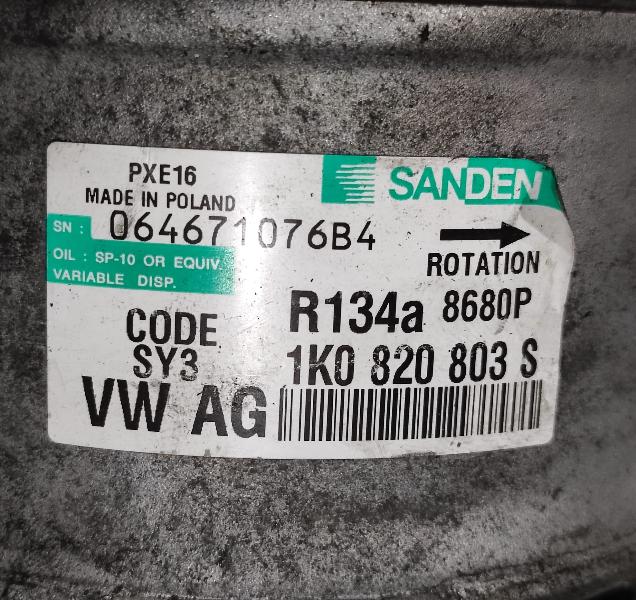 PXE16
SANDEN
MADE IN POLAND
SN : 064671076B4
ROTATION
OIL : SP-10 OR EQUIV.
VARIABLE DISP.
R134a 8680P
CODE
SY3
1K0 820 803 S
VW AG